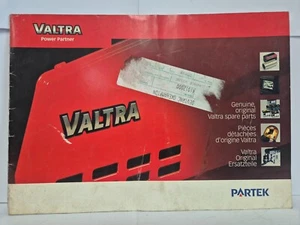 VALTRA
Power Partner
VALTRA
Genuine,
original
Valtra spare parts
Pièces
détachées
d'origine Valtra
Valtra
Original
Ersatzteile
PARTEK